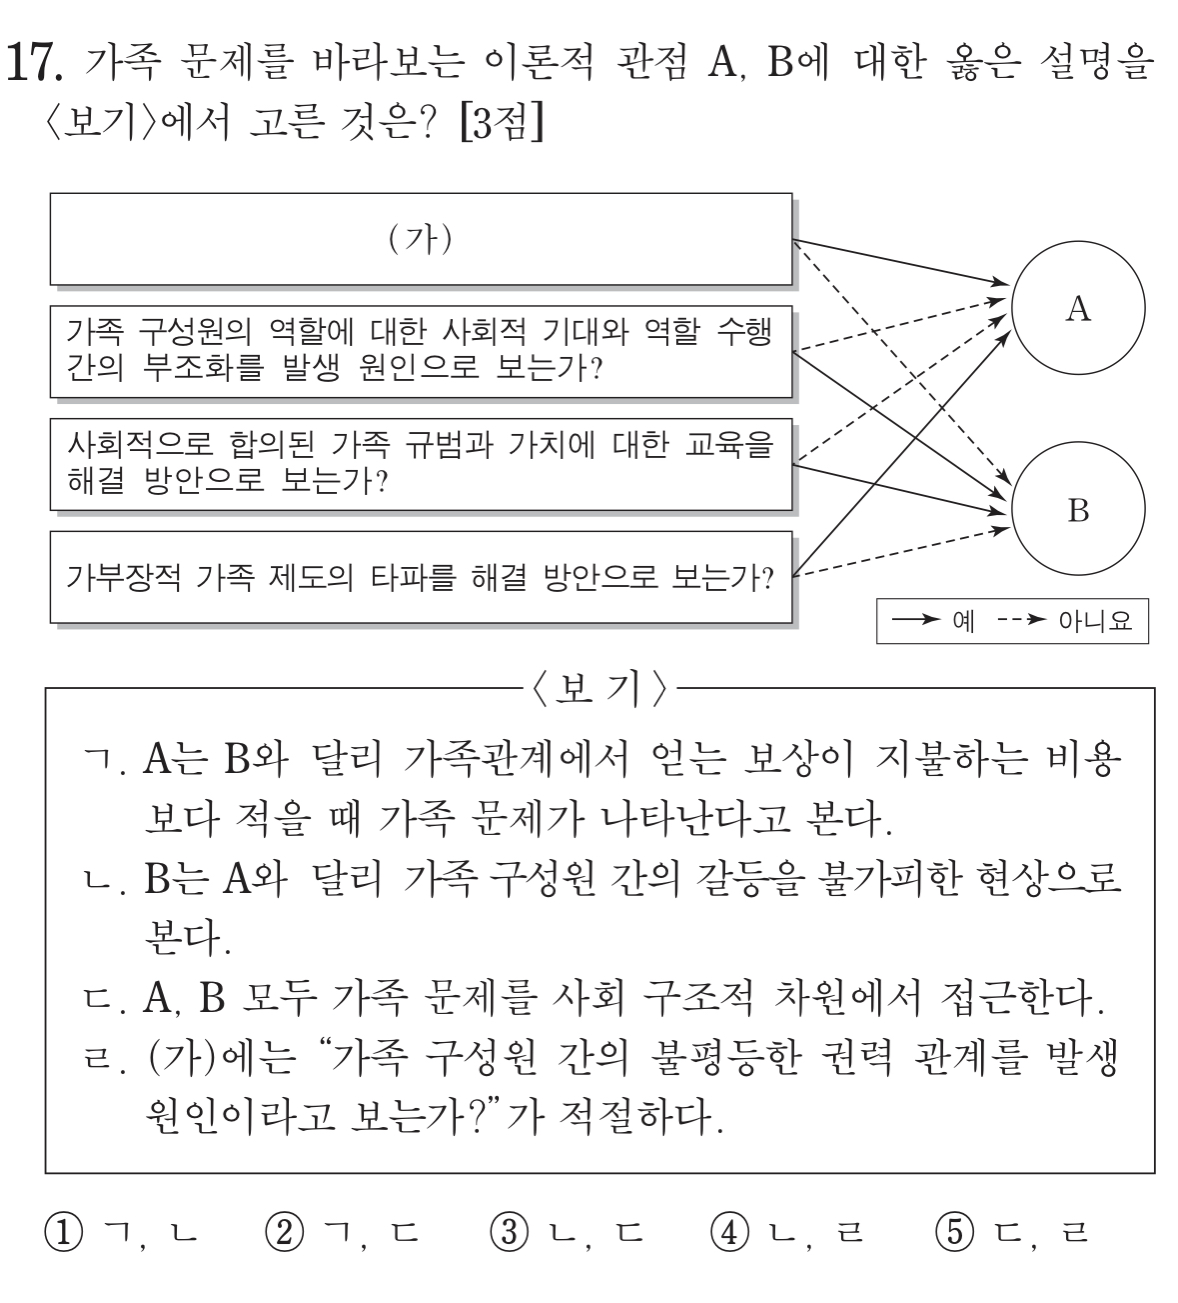 17. 가족 문제를 바라보는 이론적 관점 A, B에 대한 옳은 설명을
〈보기〉에서 고른 것은? [3점]
(가)
가족 구성원의 역할에 대한 사회적 기대와 역할 수행
간의 부조화를 발생 원인으로 보는가?
사회적으로 합의된 가족 규범과 가치에 대한 교육을
해결 방안으로 보는가?
가부장적 가족 제도의 타파를 해결 방안으로 보는가?
A
B
예 아니요
〈보 기〉
ㄱ. A는 B와 달리 가족관계에서 얻는 보상이 지불하는 비용
보다 적을 때 가족 문제가 나타난다고 본다.
ㄴ. B는 A와 달리 가족 구성원 간의 갈등을 불가피한 현상으로
본다.
ㄷ. A, B 모두 가족 문제를 사회 구조적 차원에서 접근한다.
ㄹ. (가)에는 “가족 구성원 간의 불평등한 권력 관계를 발생
원인이라고 보는가?”가 적절하다.
① ㄱ, ㄴ ② ㄱ, ㄷ ③ ㄴ, ㄷ ④ ㄴ, ㄹ ⑤ ㄷ, ㄹ